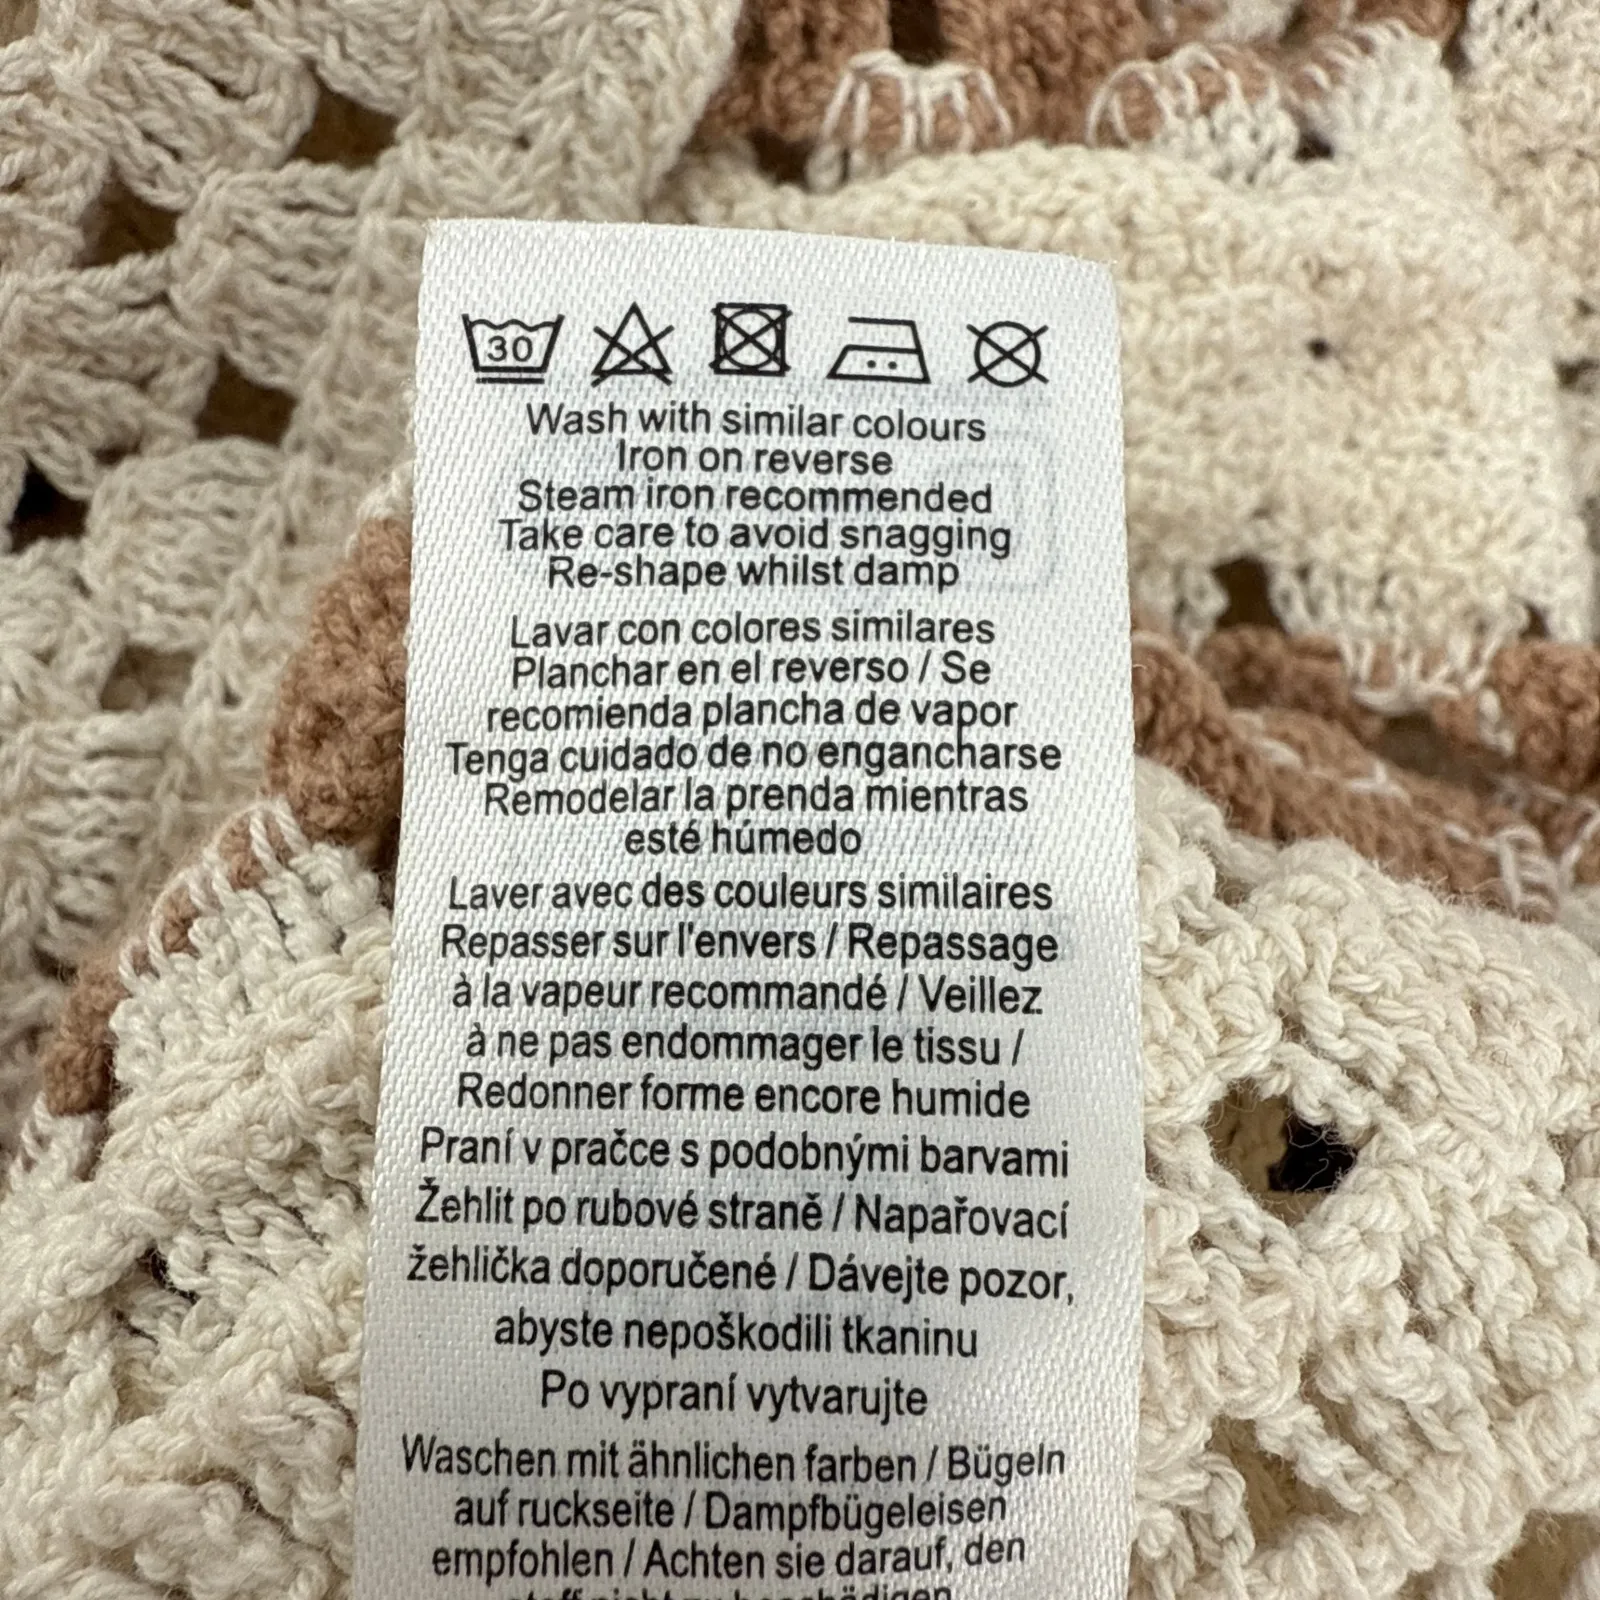 30
Wash with similar colours
Iron on reverse
Steam iron recommended
Take care to avoid snagging
Re-shape whilst damp
Lavar con colores similares
Planchar en el reverso / Se
recomienda plancha de vapor
Tenga cuidado de no engancharse
Remodelar la prenda mientras
esté húmedo
Laver avec des couleurs similaires
Repasser sur l'envers / Repassage
à la vapeur recommandé / Veillez
à ne pas endommager le tissu /
Redonner forme encore humide
Praní v pračce s podobnými barvami
Žehlit po rubové straně / Napařovací
žehlička doporučené / Dávejte pozor,
abyste nepoškodili tkaninu
Po vypraní vytvarujte
Waschen mit ähnlichen farben / Bügeln
auf ruckseite / Dampfbügeleisen
empfohlen / Achten sie darauf, den